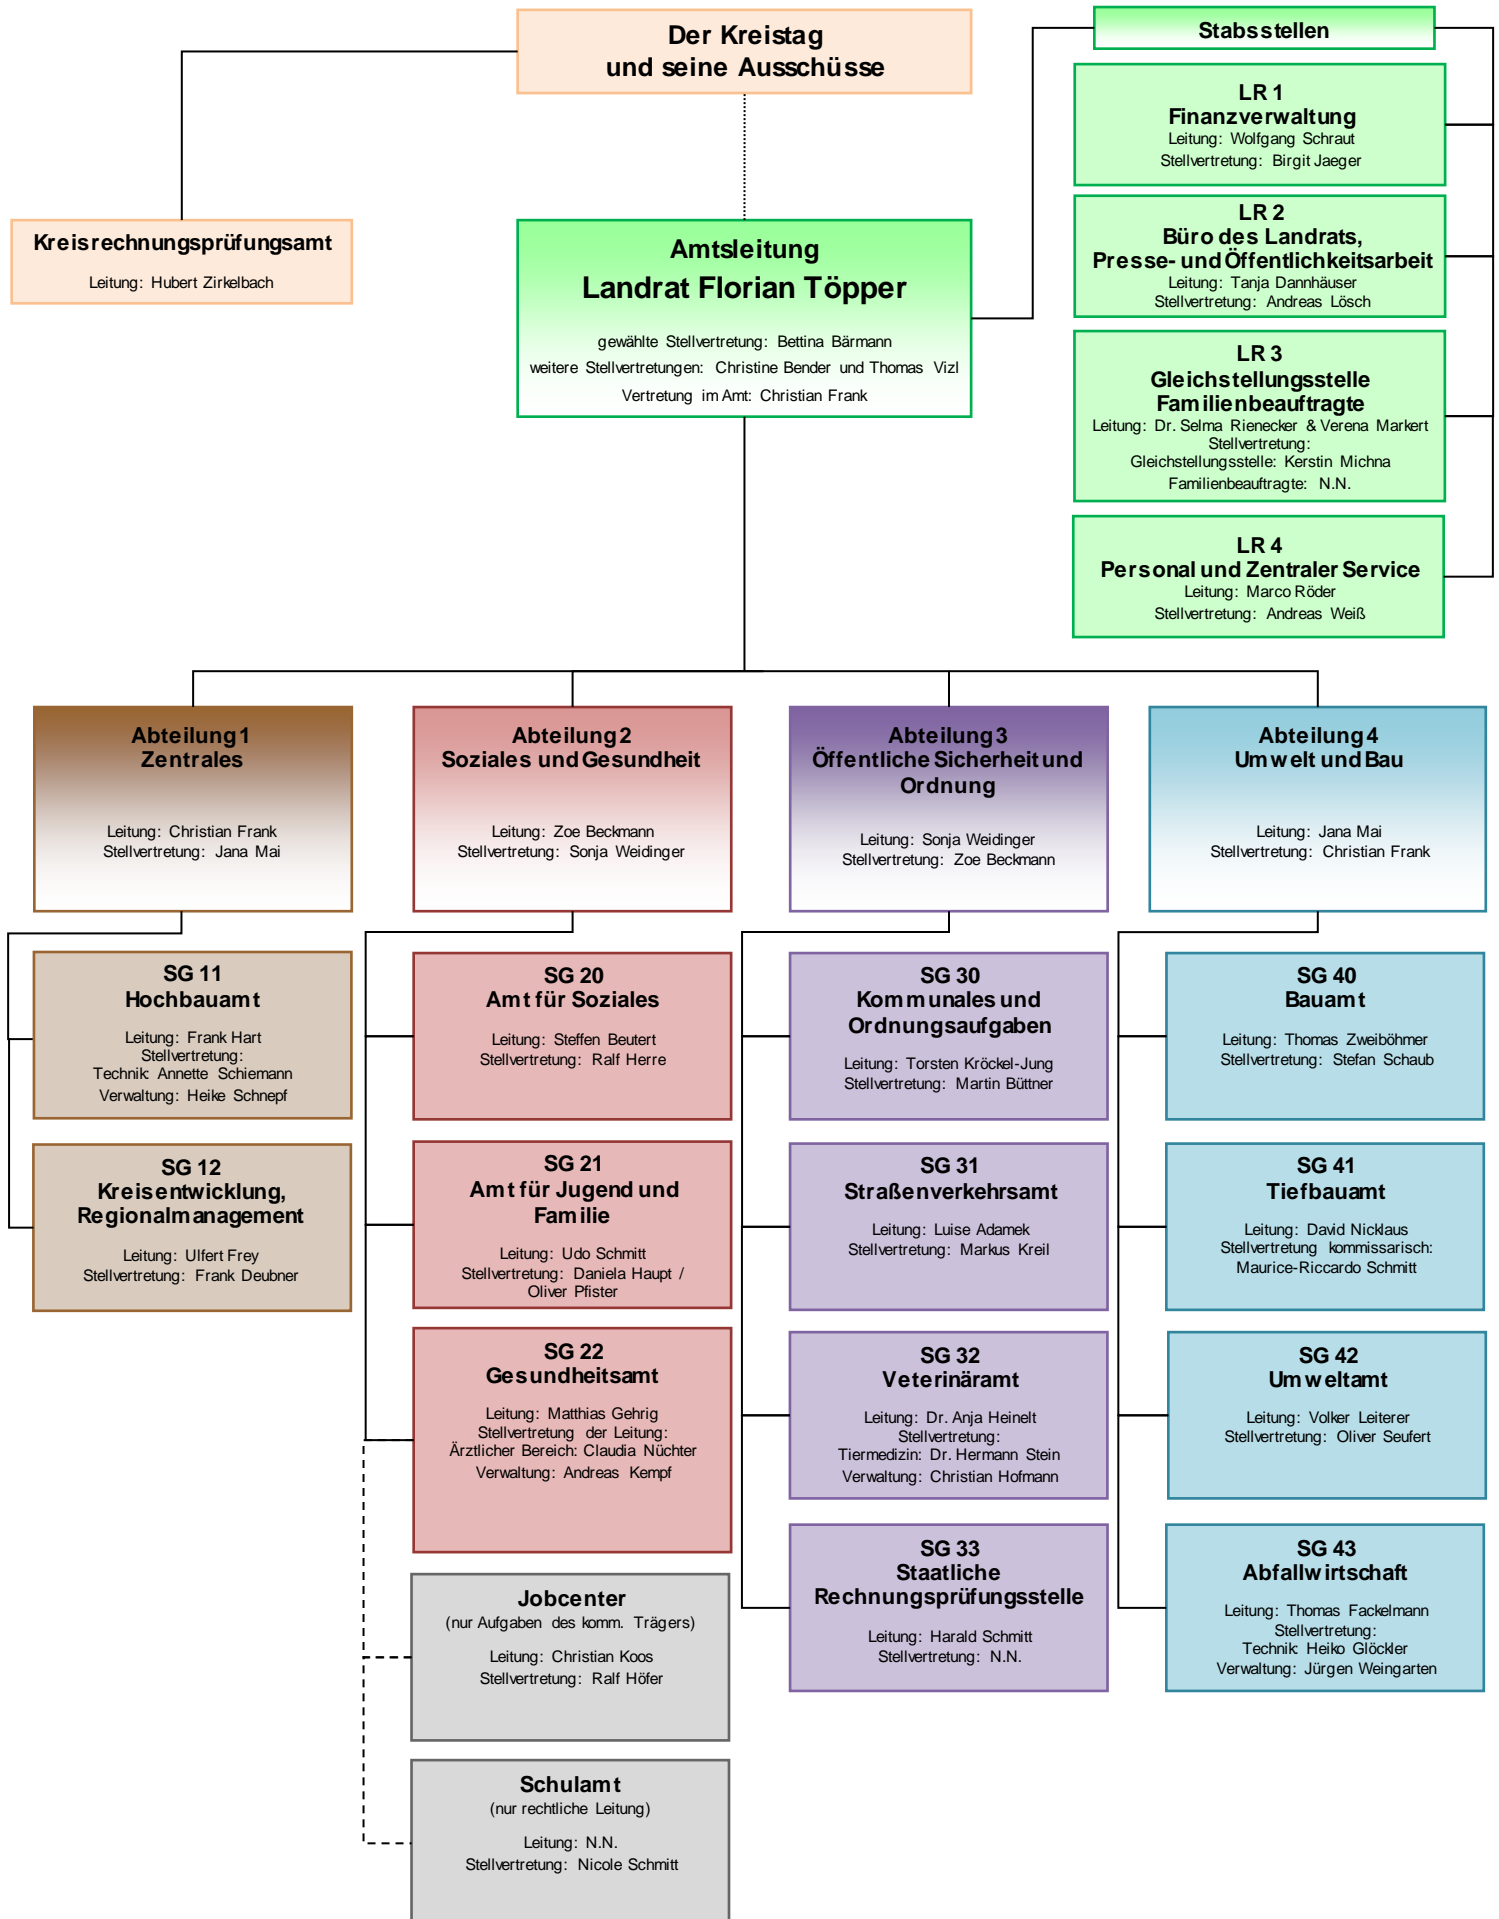 Der Kreistag
und seine Ausschüsse
Stabsstellen
LR 1
Finanzverwaltung
Leitung: Wolfgang Schraut
Stellvertretung: Birgit Jaeger
LR 2
Büro des Landrats,
Presse- und Öffentlichkeitsarbeit
Leitung: Tanja Dannhäuser
Stellvertretung: Andreas Lösch
LR 3
Gleichstellungsstelle
Familienbeauftragte
Leitung: Dr. Selma Rienecker & Verena Markert
Stellvertretung:
Gleichstellungsstelle: Kerstin Michna
Familienbeauftragte: N.N.
LR 4
Personal und Zentraler Service
Leitung: Marco Röder
Stellvertretung: Andreas Weiß
Kreisrechnungsprüfungsamt
Leitung: Hubert Zirkelbach
Amtsleitung
Landrat Florian Töpper
gewählte Stellvertretung: Bettina Bärmann
weitere Stellvertretungen: Christine Bender und Thomas Vizl
Vertretung im Amt: Christian Frank
Abteilung 1
Zentrales
Leitung: Christian Frank
Stellvertretung: Jana Mai
SG 11
Hochbauamt
Leitung: Frank Hart
Stellvertretung:
Technik: Annette Schiemann
Verwaltung: Heike Schnepf
SG 12
Kreisentwicklung,
Regionalmanagement
Leitung: Ulfert Frey
Stellvertretung: Frank Deubner
Abteilung 2
Soziales und Gesundheit
Leitung: Zoe Beckmann
Stellvertretung: Sonja Weidinger
SG 20
Amt für Soziales
Leitung: Steffen Beutert
Stellvertretung: Ralf Herre
SG 21
Amt für Jugend und
Familie
Leitung: Udo Schmitt
Stellvertretung: Daniela Haupt /
Oliver Pfister
SG 22
Gesundheitsamt
Leitung: Matthias Gehrig
Stellvertretung der Leitung:
Ärztlicher Bereich: Claudia Nüchter
Verwaltung: Andreas Kempf
Jobcenter
(nur Aufgaben des komm. Trägers)
Leitung: Christian Koos
Stellvertretung: Ralf Höfer
Schulamt
(nur rechtliche Leitung)
Leitung: N.N.
Stellvertretung: Nicole Schmitt
Abteilung 3
Öffentliche Sicherheit und
Ordnung
Leitung: Sonja Weidinger
Stellvertretung: Zoe Beckmann
SG 30
Kommunales und
Ordnungsaufgaben
Leitung: Torsten Kröckel-Jung
Stellvertretung: Martin Büttner
SG 31
Straßenverkehrsamt
Leitung: Luise Adamek
Stellvertretung: Markus Kreil
SG 32
Veterinäramt
Leitung: Dr. Anja Heinelt
Stellvertretung:
Tiermedizin: Dr. Hermann Stein
Verwaltung: Christian Hofmann
SG 33
Staatliche
Rechnungsprüfungsstelle
Leitung: Harald Schmitt
Stellvertretung: N.N.
Abteilung 4
Umwelt und Bau
Leitung: Jana Mai
Stellvertretung: Christian Frank
SG 40
Bauamt
Leitung: Thomas Zweiböhmer
Stellvertretung: Stefan Schaub
SG 41
Tiefbauamt
Leitung: David Nicklaus
Stellvertretung kommissarisch:
Maurice-Riccardo Schmitt
SG 42
Umweltamt
Leitung: Volker Leiterer
Stellvertretung: Oliver Seufert
SG 43
Abfallwirtschaft
Leitung: Thomas Fackelmann
Stellvertretung:
Technik: Heiko Glöckler
Verwaltung: Jürgen Weingarten